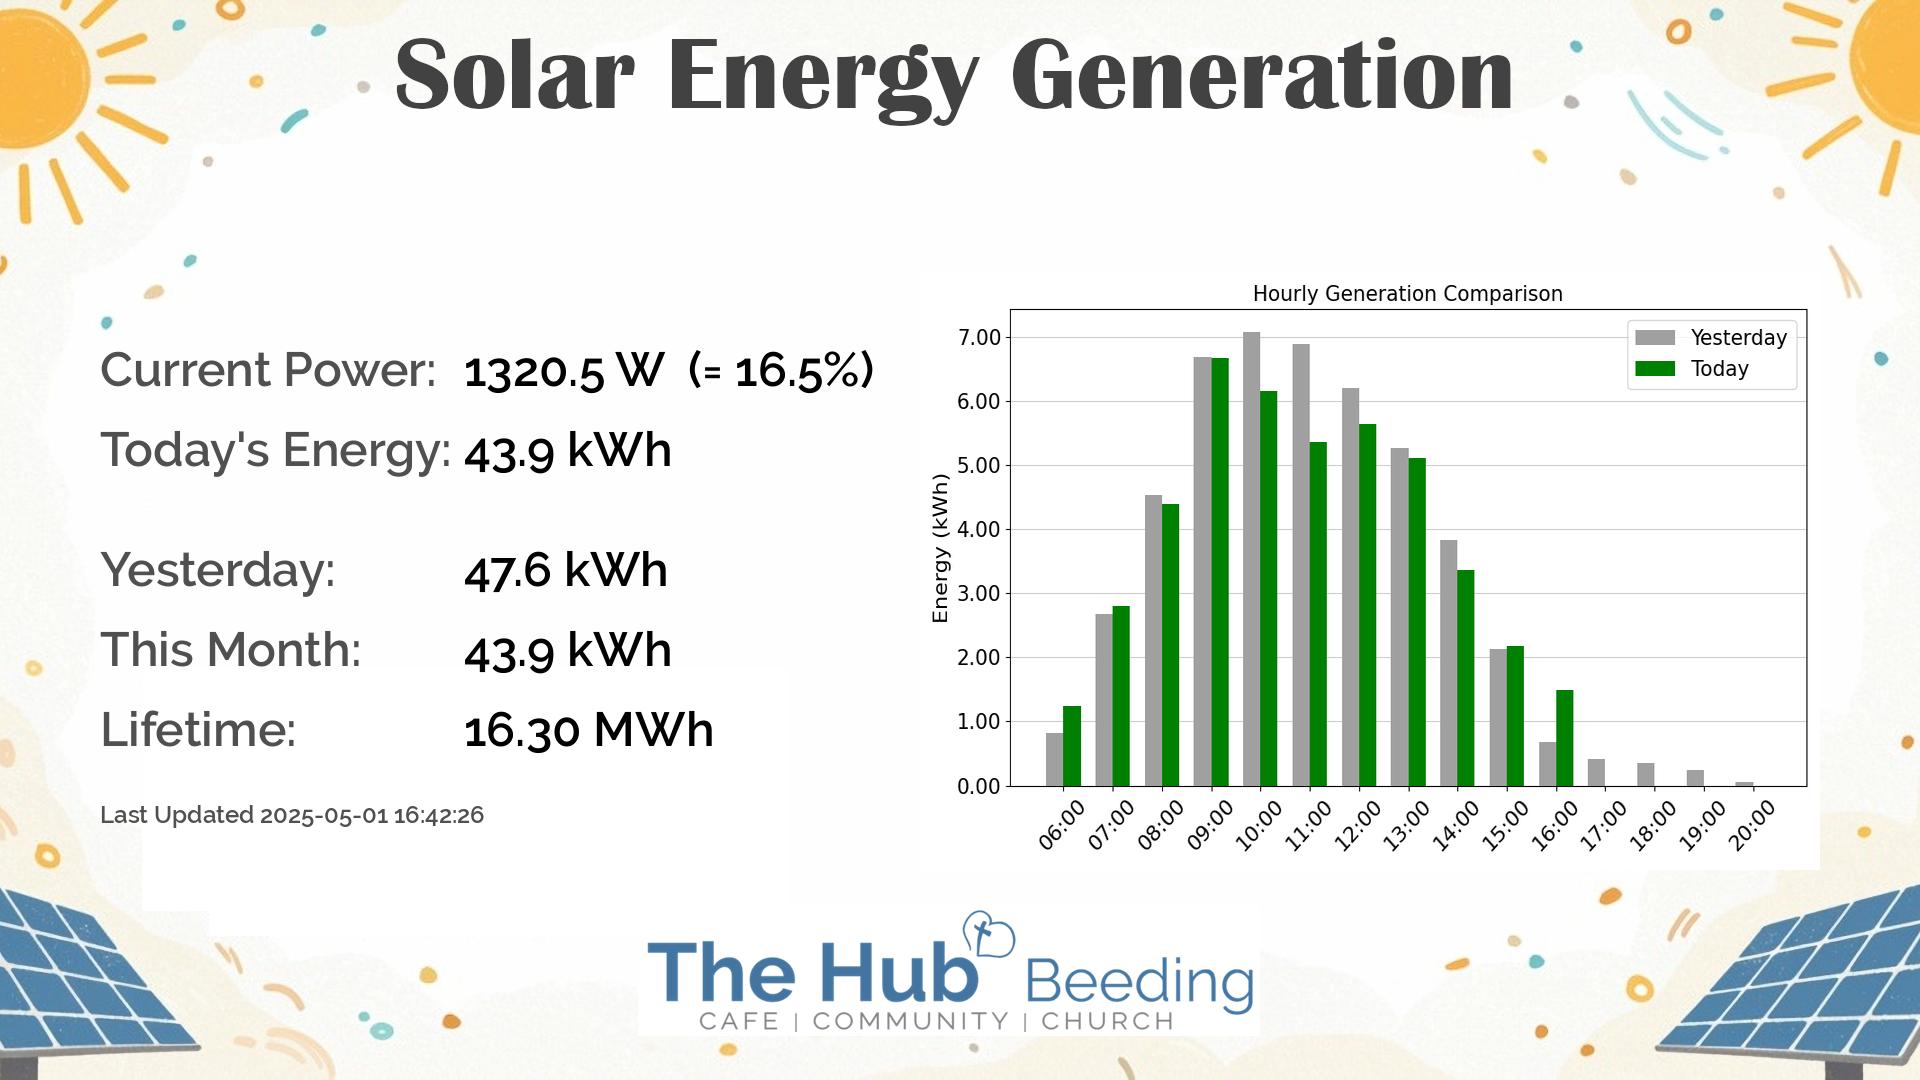 Solar Energy Generation
Current Power: 1320.5 W (= 16.5%)
Today's Energy: 43.9 kWh
Yesterday: 47.6 kWh
This Month: 43.9 kWh
Lifetime: 16.30 MWh
Last Updated 2025-05-01 16:42:26
Hourly Generation Comparison
Yesterday
Today
Energy (kWh)
7.00
6.00
5.00
4.00
3.00
2.00
1.00
0.00
06:00 07:00 08:00 09:00 10:00 11:00 12:00 13:00 14:00 15:00 16:00 17:00 18:00 19:00 20:00
The Hub Beeding
CAFE | COMMUNITY | CHURCH